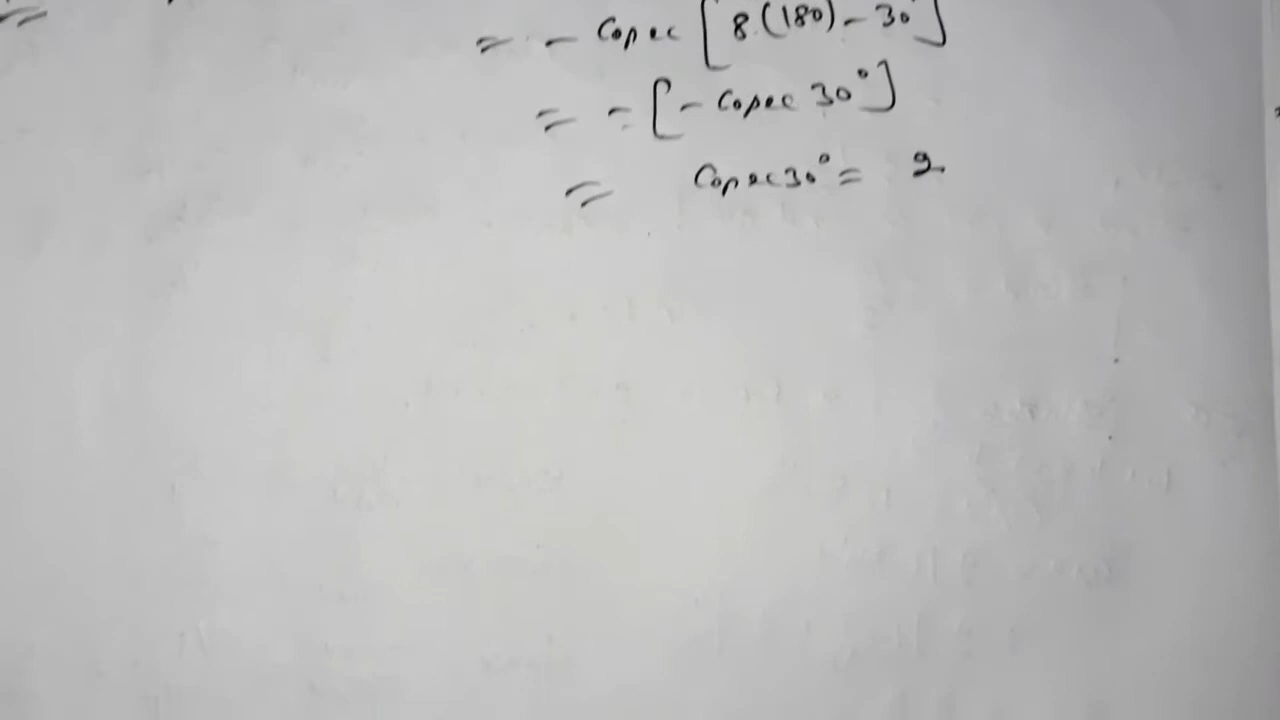 = - Cosec [ 8(180) - 30 ]
= - [ - Cosec 30° ]
= Cosec 30° = 2